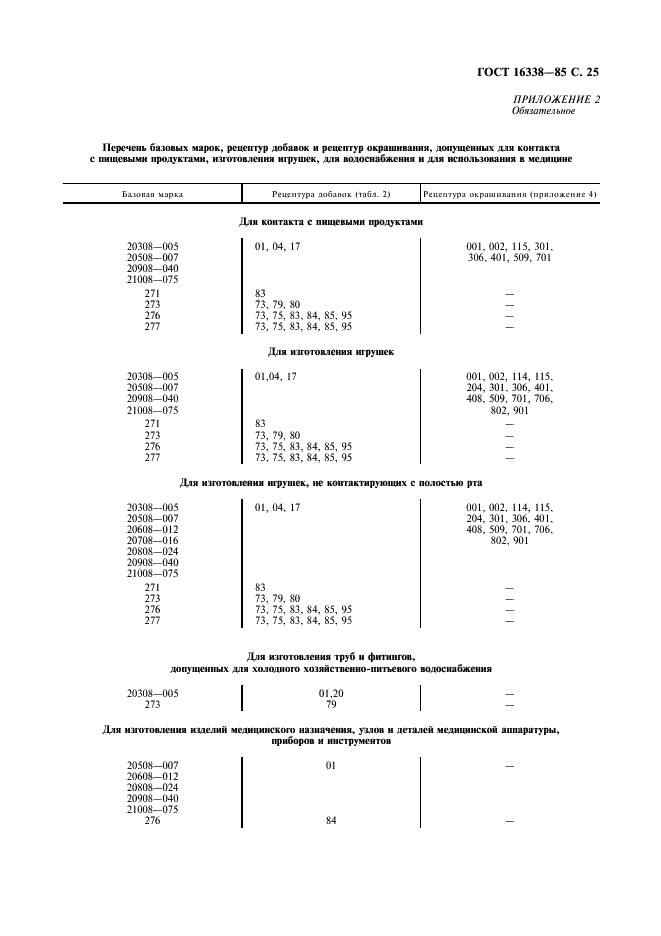 ГОСТ 16338—85 С. 25
ПРИЛОЖЕНИЕ 2
Обязательное
Перечень базовых марок, рецептур добавок и рецептур окрашивания, допущенных для контакта
с пищевыми продуктами, изготовления игрушек, для водоснабжения и для использования в медицине
Базовая марка Рецептура добавок (табл. 2) Рецептура окрашивания (приложение 4)
Для контакта с пищевыми продуктами
20308—005 01, 04, 17 001, 002, 115, 301,
20508—007 306, 401, 509, 701
20908—040
21008—075
271 83 —
273 73, 79, 80 —
276 73, 75, 83, 84, 85, 95 —
277 73, 75, 83, 84, 85, 95 —
Для изготовления игрушек
20308—005 01,04, 17 001, 002, 114, 115,
20508—007 204, 301, 306, 401,
20908—040 408, 509, 701, 706,
21008—075 802, 901
271 83 —
273 73, 79, 80 —
276 73, 75, 83, 84, 85, 95 —
277 73, 75, 83, 84, 85, 95 —
Для изготовления игрушек, не контактирующих с полостью рта
20308—005 01, 04, 17 001, 002, 114, 115,
20508—007 204, 301, 306, 401,
20608—012 408, 509, 701, 706,
20708—016 802, 901
20808—024
20908—040
21008—075
271 83 —
273 73, 79, 80 —
276 73, 75, 83, 84, 85, 95 —
277 73, 75, 83, 84, 85, 95 —
Для изготовления труб и фитингов,
допущенных для холодного хозяйственно-питьевого водоснабжения
20308—005 01,20 —
273 79 —
Для изготовления изделий медицинского назначения, узлов и деталей медицинской аппаратуры,
приборов и инструментов
20508—007 01 —
20608—012
20808—024
20908—040
21008—075
276 84 —